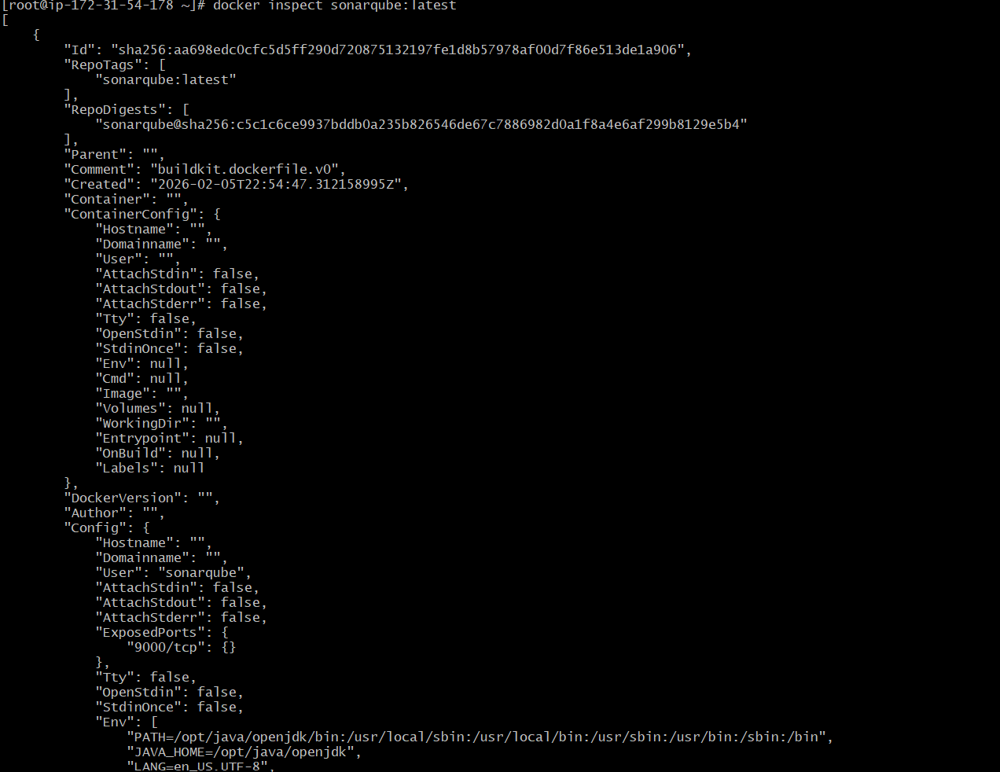 [root@ip-172-31-54-178 ~]# docker inspect sonarqube:latest
[
    {
        "Id": "sha256:aa698edc0cfc5d5ff290d720875132197fe1d8b57978af00d7f86e513de1a906",
        "RepoTags": [
            "sonarqube:latest"
        ],
        "RepoDigests": [
            "sonarqube@sha256:c5c1c6ce9937bddb0a235b826546de67c7886982d0a1f8a4e6af299b8129e5b4"
        ],
        "Parent": "",
        "Comment": "buildkit.dockerfile.v0",
        "Created": "2026-02-05T22:54:47.312158995Z",
        "Container": "",
        "ContainerConfig": {
            "Hostname": "",
            "Domainname": "",
            "User": "",
            "AttachStdin": false,
            "AttachStdout": false,
            "AttachStderr": false,
            "Tty": false,
            "OpenStdin": false,
            "StdinOnce": false,
            "Env": null,
            "Cmd": null,
            "Image": "",
            "Volumes": null,
            "WorkingDir": "",
            "Entrypoint": null,
            "OnBuild": null,
            "Labels": null
        },
        "DockerVersion": "",
        "Author": "",
        "Config": {
            "Hostname": "",
            "Domainname": "",
            "User": "sonarqube",
            "AttachStdin": false,
            "AttachStdout": false,
            "AttachStderr": false,
            "ExposedPorts": {
                "9000/tcp": {}
            },
            "Tty": false,
            "OpenStdin": false,
            "StdinOnce": false,
            "Env": [
                "PATH=/opt/java/openjdk/bin:/usr/local/sbin:/usr/local/bin:/usr/sbin:/usr/bin:/sbin:/bin",
                "JAVA_HOME=/opt/java/openjdk",
                "LANG=en_US.UTF-8",